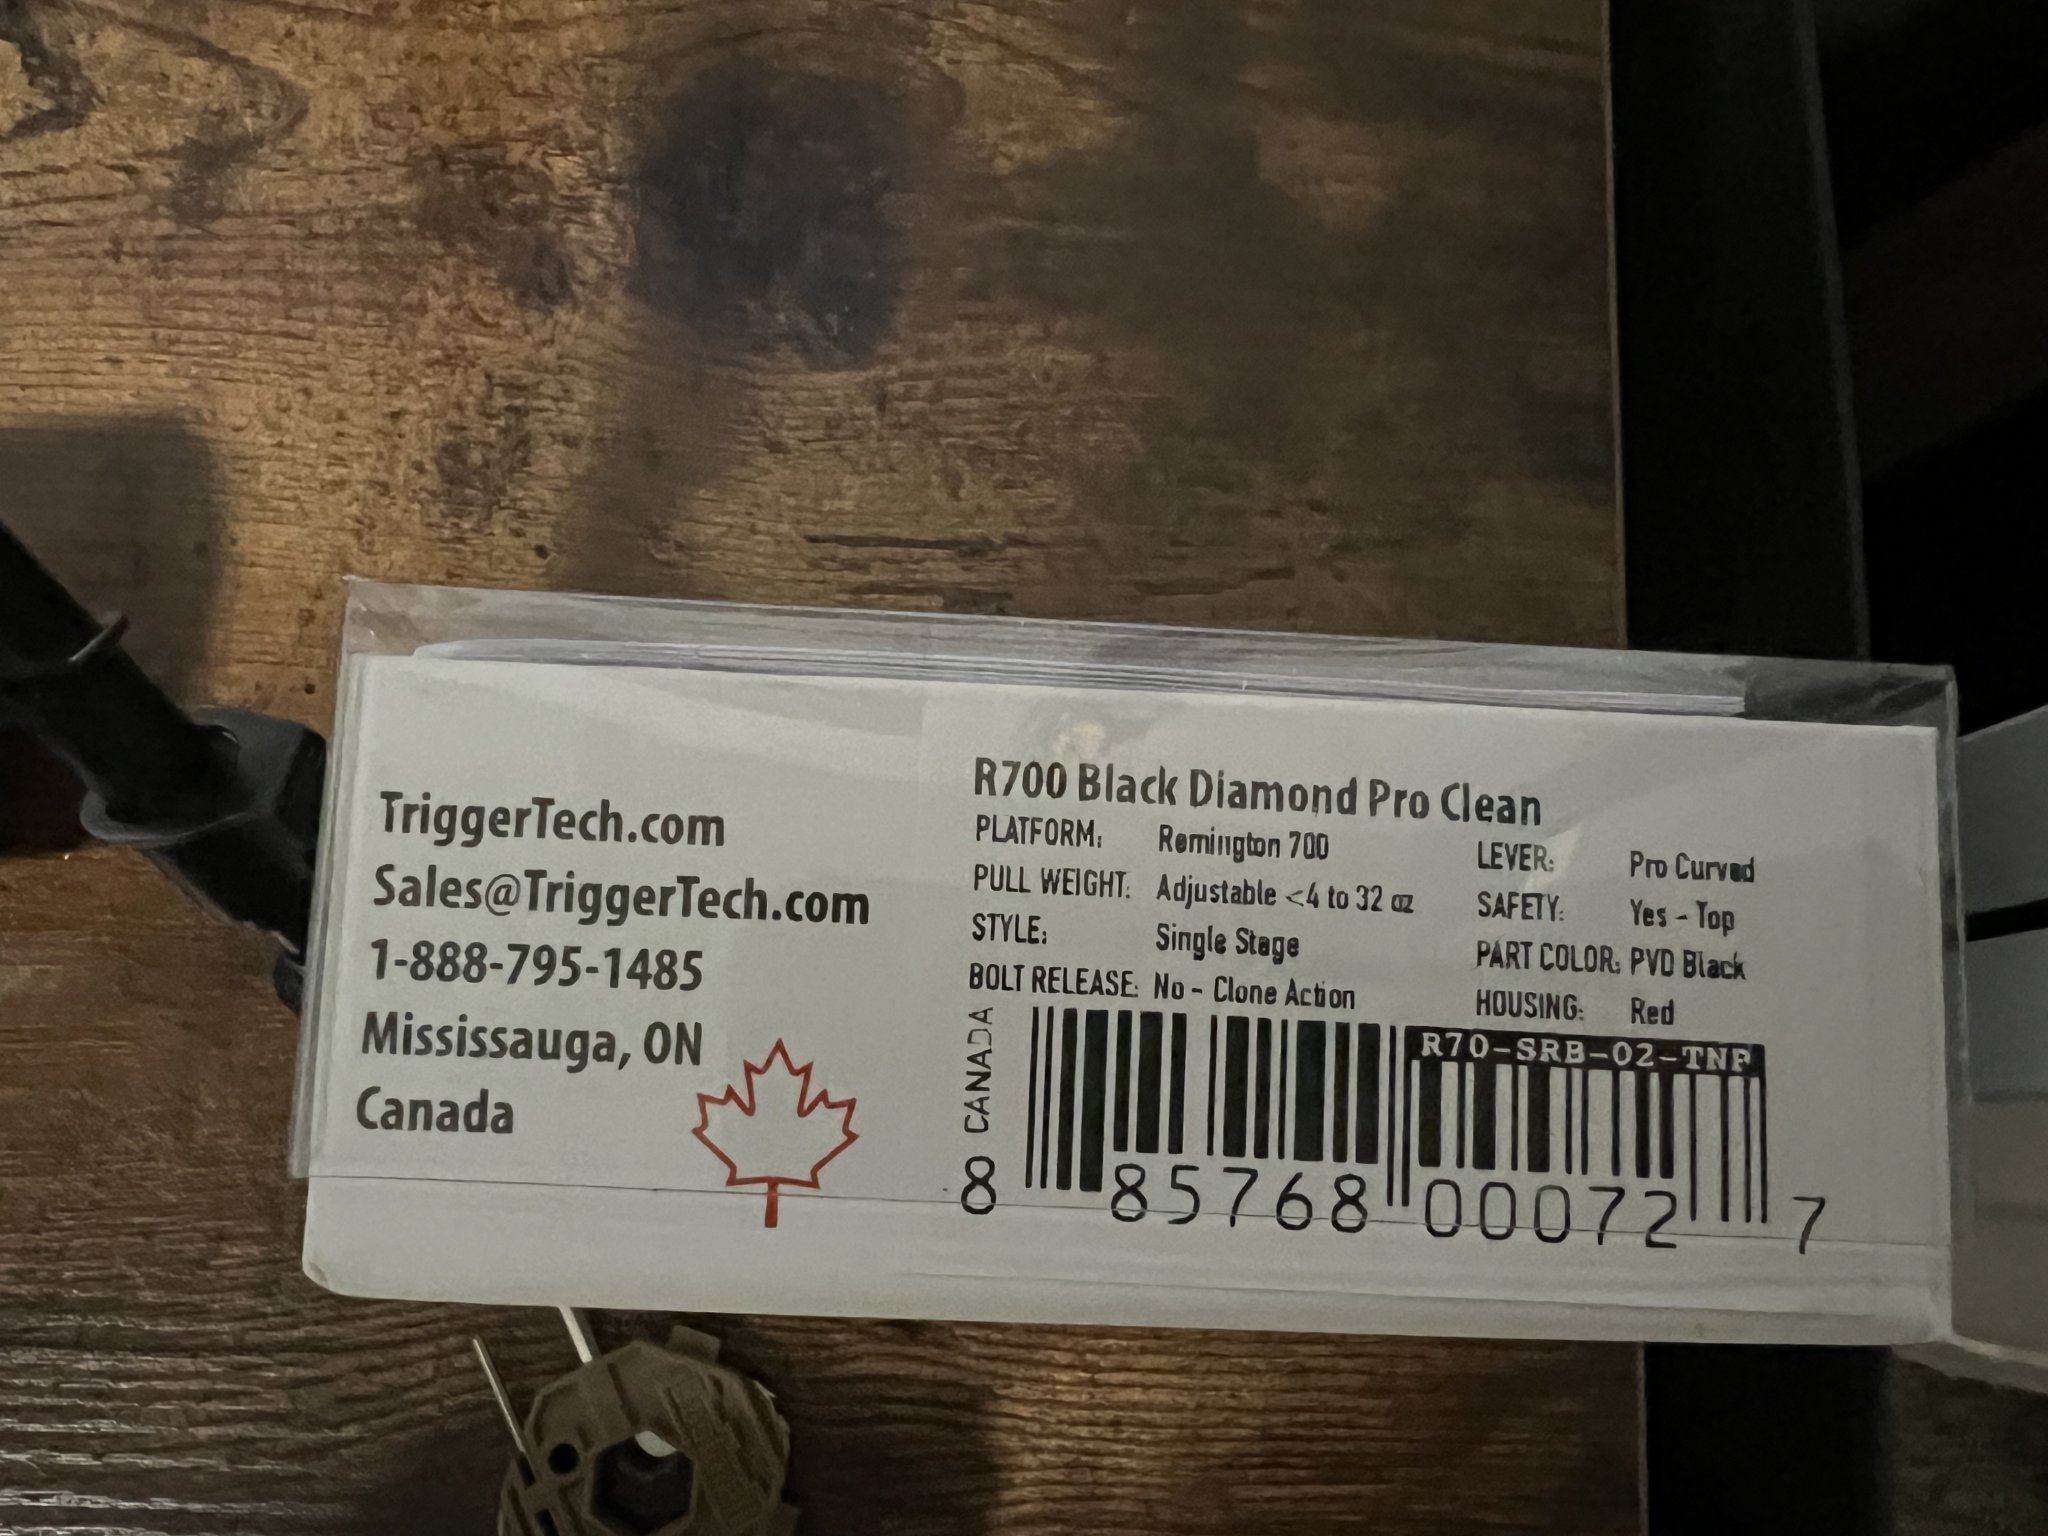 TriggerTech.com
Sales@TriggerTech.com
1-888-795-1485
Mississauga, ON
Canada
R700 Black Diamond Pro Clean
PLATFORM: Remington 700
PULL WEIGHT: Adjustable <4 to 32 oz
STYLE: Single Stage
BOLT RELEASE: No - Clone Action
LEVER: Pro Curved
SAFETY: Yes - Top
PART COLOR: PVD Black
HOUSING: Red
CANADA
R70-SRB-02-TNP
8 85768 00072 7